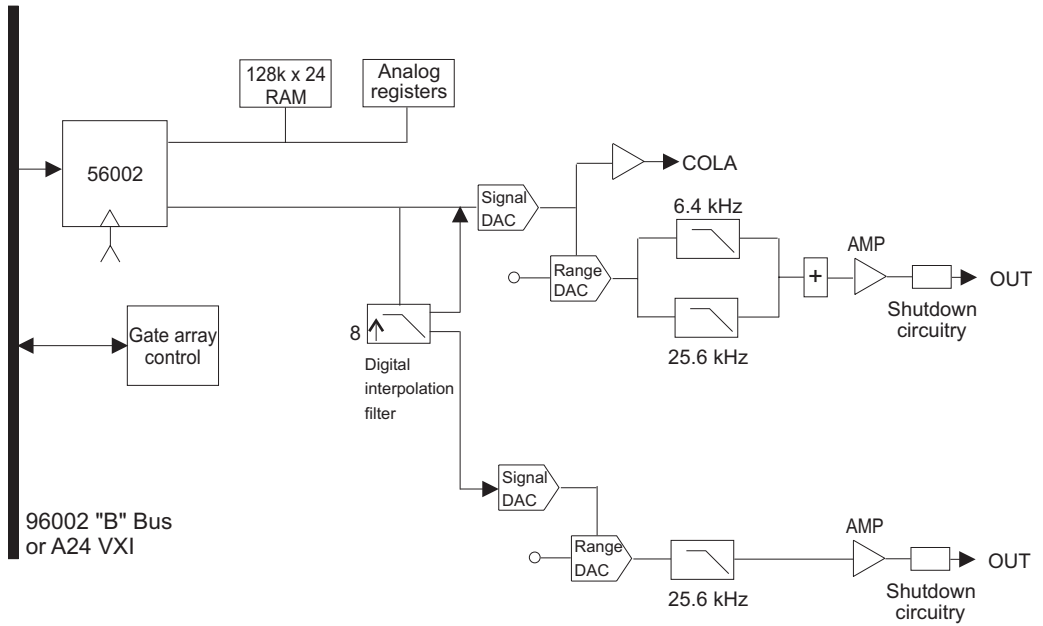 128k x 24
RAM
Analog
registers
56002
Signal
DAC
COLA
6.4 kHz
Range
DAC
AMP
+
OUT
Shutdown
circuitry
25.6 kHz
Gate array
control
8
Digital
interpolation
filter
96002 "B" Bus
or A24 VXI
Signal
DAC
Range
DAC
25.6 kHz
AMP
OUT
Shutdown
circuitry